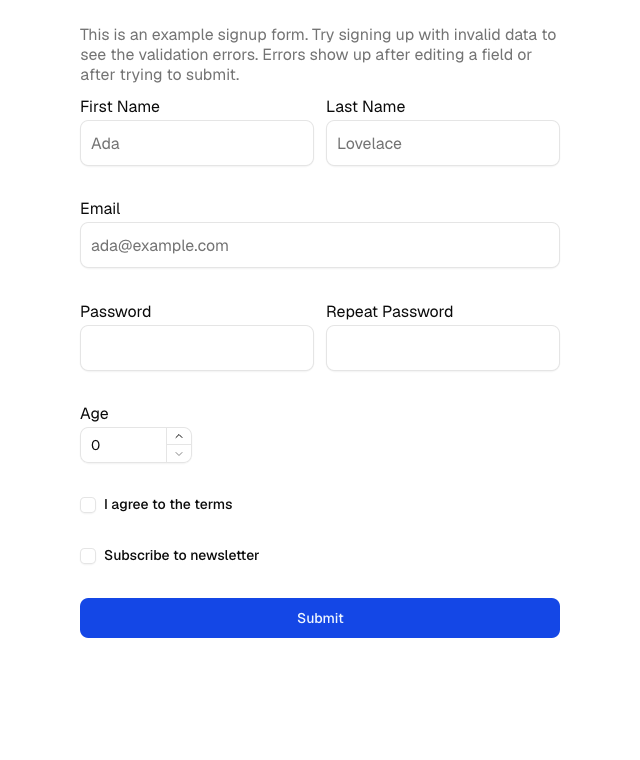 This is an example signup form. Try signing up with invalid data to
see the validation errors. Errors show up after editing a field or
after trying to submit.
First Name
Last Name
Ada
Lovelace
Email
ada@example.com
Password
Repeat Password
Age
0
I agree to the terms
Subscribe to newsletter
Submit